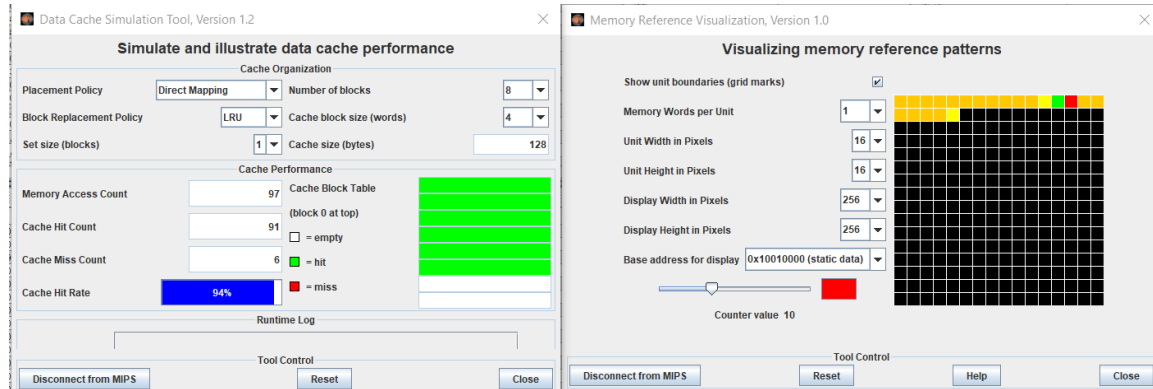 Data Cache Simulation Tool, Version 1.2
Simulate and illustrate data cache performance
Cache Organization
Placement Policy Direct Mapping Number of blocks 8
Block Replacement Policy LRU Cache block size (words) 4
Set size (blocks) 1 Cache size (bytes) 128
Cache Performance
Memory Access Count 97 Cache Block Table
(block 0 at top)
Cache Hit Count 91
= empty
Cache Miss Count 6 = hit
Cache Hit Rate 94% = miss
Runtime Log
Tool Control
Disconnect from MIPS Reset Close
Memory Reference Visualization, Version 1.0
Visualizing memory reference patterns
Show unit boundaries (grid marks)
Memory Words per Unit 1
Unit Width in Pixels 16
Unit Height in Pixels 16
Display Width in Pixels 256
Display Height in Pixels 256
Base address for display 0x10010000 (static data)
Counter value 10
Tool Control
Disconnect from MIPS Reset Help Close